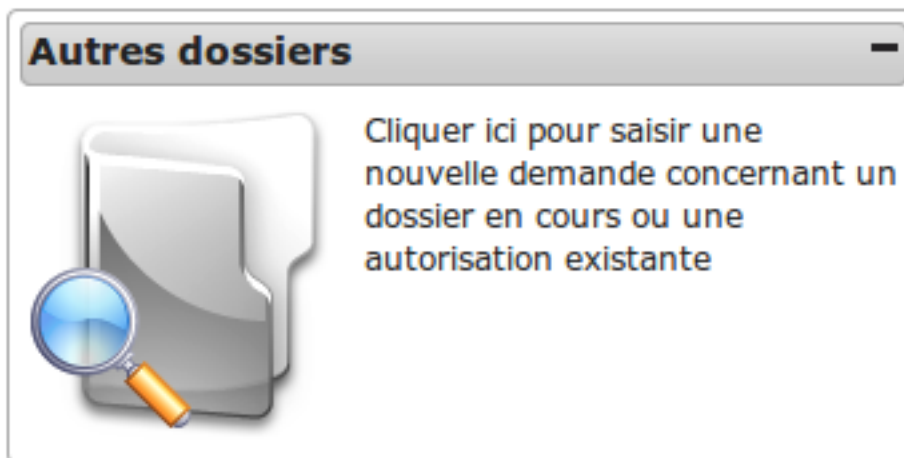 Autres dossiers
Cliquer ici pour saisir une
nouvelle demande concernant un
dossier en cours ou une
autorisation existante